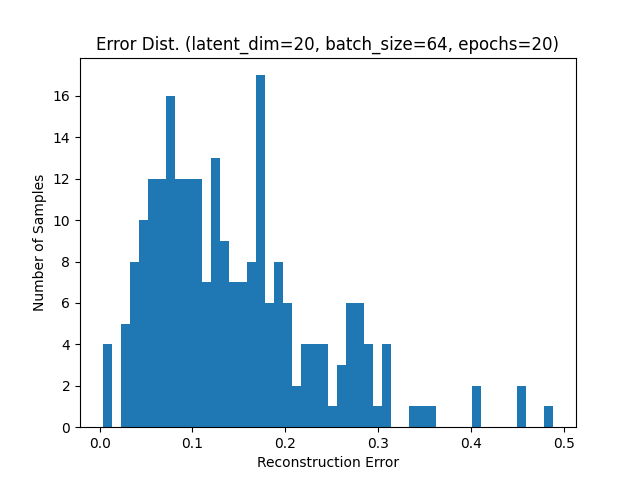 Error Dist. (latent_dim=20, batch_size=64, epochs=20)
Number of Samples
16
14
12
10
8
6
4
2
0
0.0 0.1 0.2 0.3 0.4 0.5
Reconstruction Error